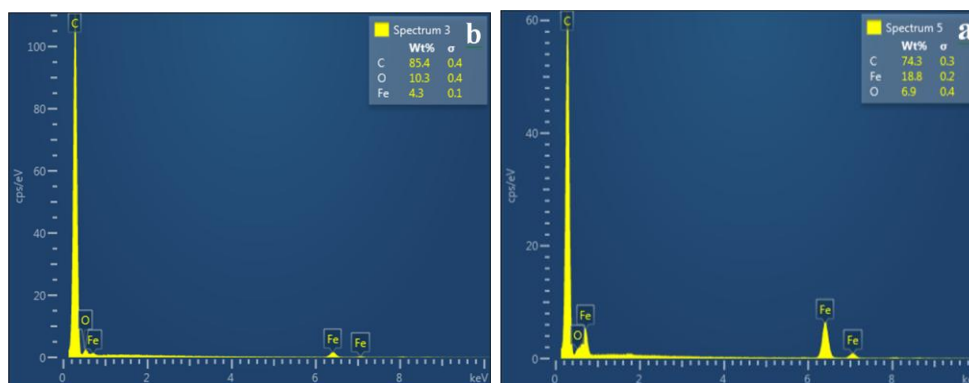 Spectrum 3 b
Wt% σ
C 85.4 0.4
O 10.3 0.4
Fe 4.3 0.1
C
100
80
60
40
20
0
cps/eV
O
Fe
Fe
Fe
0 2 4 6 8 keV
Spectrum 5 a
Wt% σ
C 74.3 0.3
Fe 18.8 0.2
O 6.9 0.4
C
60
40
20
0
cps/eV
O
Fe
Fe
Fe
0 2 4 6 8